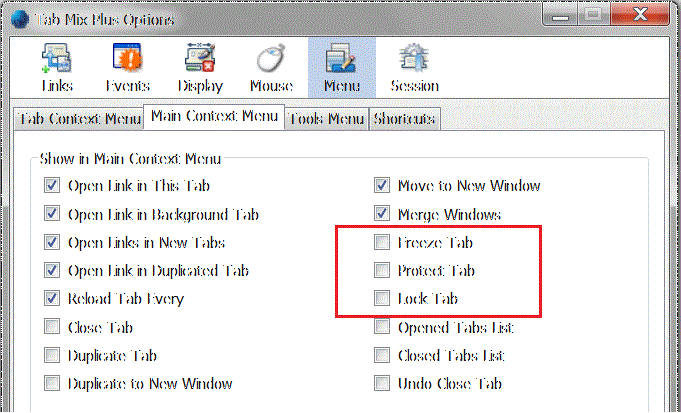 Tab Mix Plus Options
Links Events Display Mouse Menu Session
Tab Context Menu Main Context Menu Tools Menu Shortcuts
Show in Main Context Menu
Open Link in This Tab
Open Link in Background Tab
Open Links in New Tabs
Open Link in Duplicated Tab
Reload Tab Every
Close Tab
Duplicate Tab
Duplicate to New Window
Move to New Window
Merge Windows
Freeze Tab
Protect Tab
Lock Tab
Opened Tabs List
Closed Tabs List
Undo Close Tab